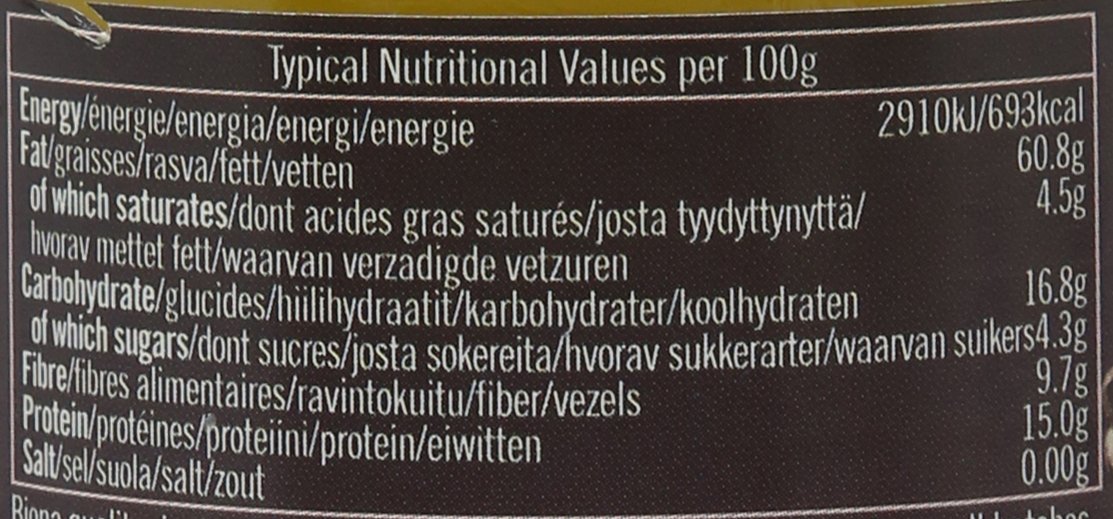 Typical Nutritional Values per 100g
Energy/énergie/energia/energi/energie 2910kJ/693kcal
Fat/graisses/rasva/fett/vetten 60.8g
of which saturates/dont acides gras saturés/josta tyydyttynyttä/ 4.5g
hvorav mettet fett/waarvan verzadigde vetzuren
Carbohydrate/glucides/hiilihydraatit/karbohydrater/koolhydraten 16.8g
of which sugars/dont sucres/josta sokereita/hvorav sukkerarter/waarvan suikers 4.3g
Fibre/fibres alimentaires/ravintokuitu/fiber/vezels 9.7g
Protein/protéines/proteiini/protein/eiwitten 15.0g
Salt/sel/suola/salt/zout 0.00g